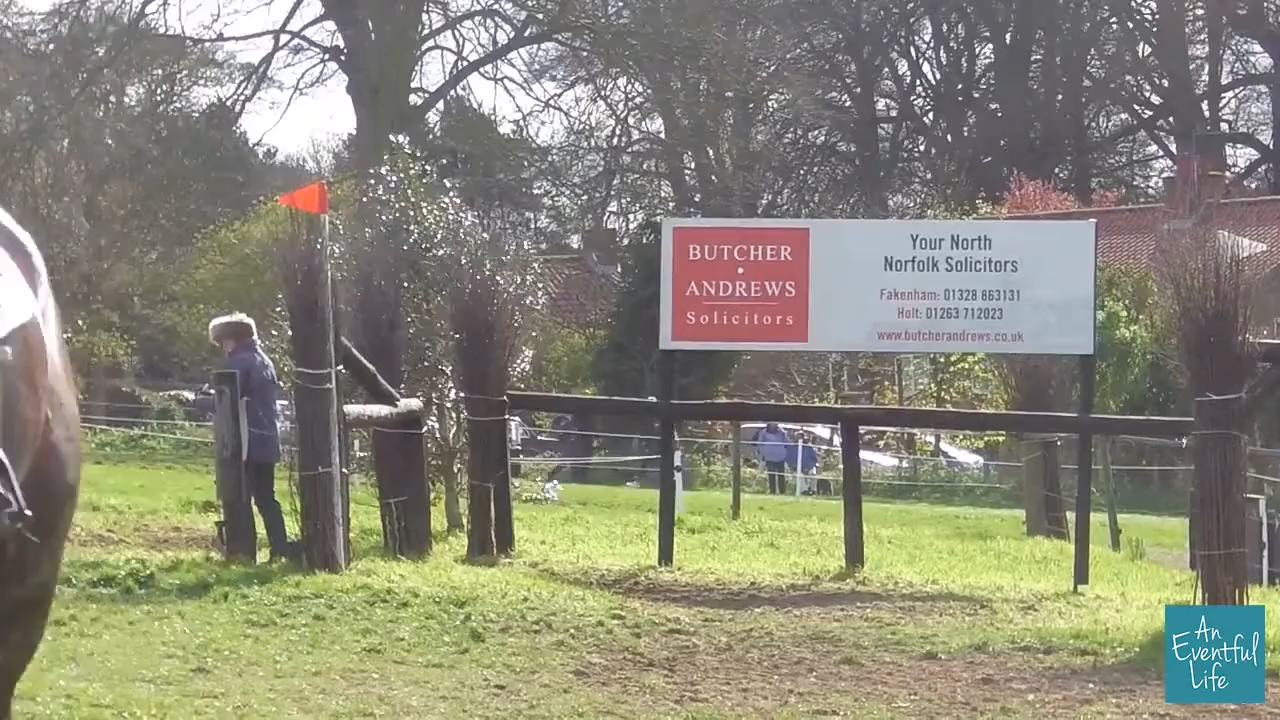 BUTCHER
•
ANDREWS
Solicitors
Your North
Norfolk Solicitors
Fakenham: 01328 863131
Holt: 01263 712023
www.butcherandrews.co.uk
An
Eventful
Life